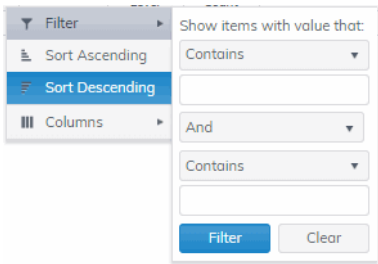 Filter
Sort Ascending
Sort Descending
Columns
Show items with value that:
Contains
And
Contains
Filter
Clear